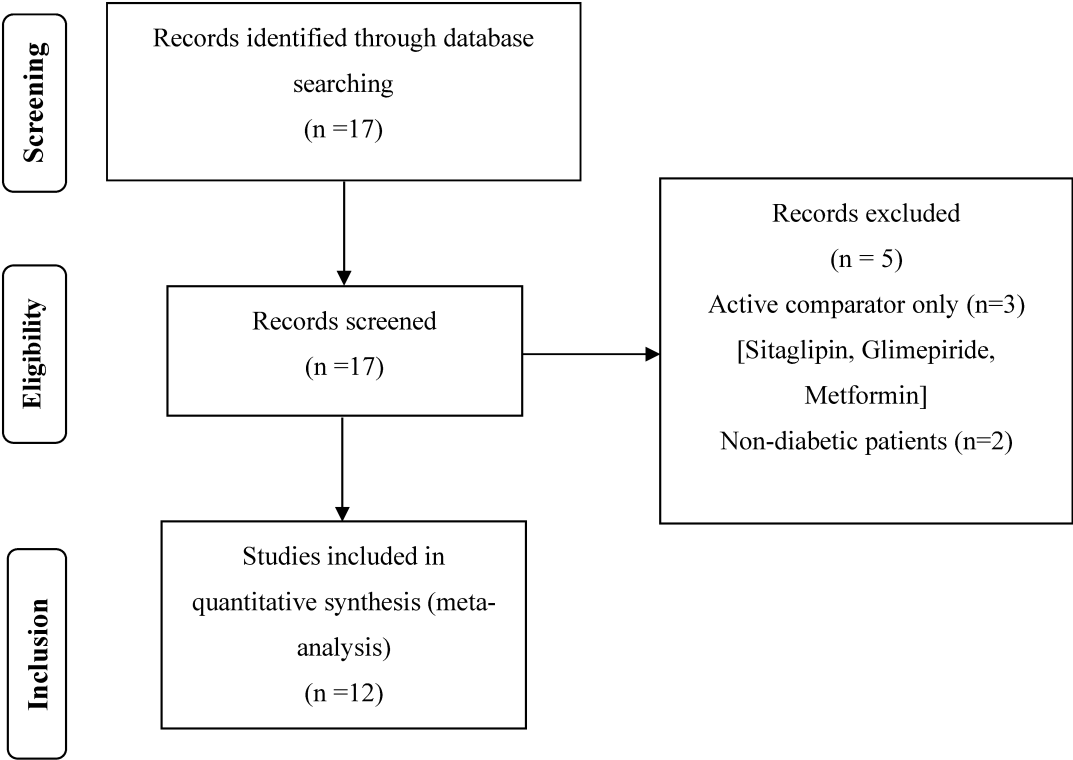 Screening
Records identified through database
searching
(n =17)
Eligibility
Records screened
(n =17)
Records excluded
(n = 5)
Active comparator only (n=3)
[Sitaglipin, Glimepiride,
Metformin]
Non-diabetic patients (n=2)
Inclusion
Studies included in
quantitative synthesis (meta-
analysis)
(n =12)